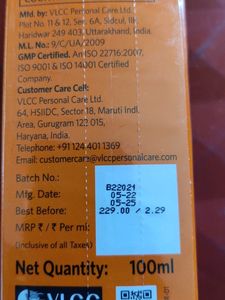 Mfd. by: VLCC Personal Care Ltd.
Plot No. 11 & 12, Ser. 6A, Sidcul, IIE,
Haridwar 249 403, Uttarakhand, India.
M.L. No.: 9/C/UA/2009
GMP Certified. An ISO 22716:2007,
ISO 9001 & ISO 14001 Certified
Company.
Customer Care Cell:
VLCC Personal Care Ltd.
64, HSIIDC, Sector 18, Maruti Indl.
Area, Gurugram 122 015,
Haryana, India.
Telephone: +91 124 401 1369
Email: customercare@vlccpersonalcare.com
Batch No.: B22021
Mfg. Date: 05-22
Best Before: 05-25
MRP ₹ / ₹ Per ml: 229.00 / 2.29
(Inclusive of all Taxes)
Net Quantity: 100ml
VLCC